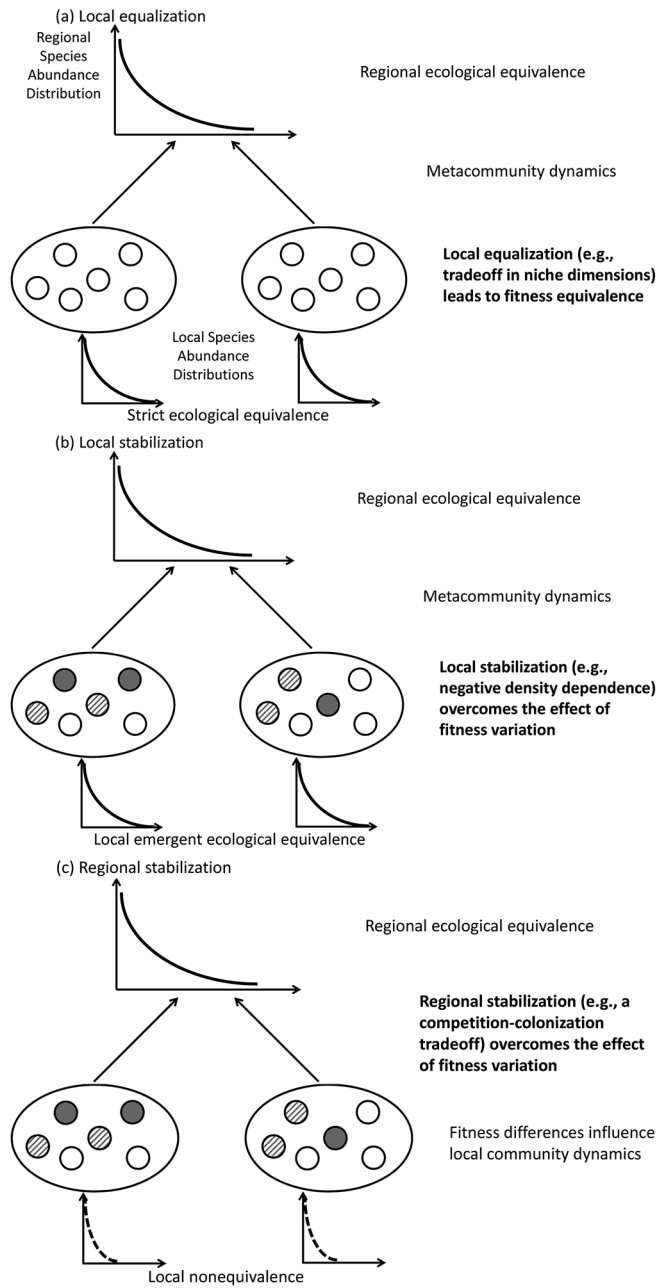 (a) Local equalization
Regional
Species
Abundance
Distribution
Regional ecological equivalence
Metacommunity dynamics
Local equalization (e.g.,
tradeoff in niche dimensions)
leads to fitness equivalence
Local Species
Abundance
Distributions
Strict ecological equivalence
(b) Local stabilization
Regional ecological equivalence
Metacommunity dynamics
Local stabilization (e.g.,
negative density dependence)
overcomes the effect of
fitness variation
Local emergent ecological equivalence
(c) Regional stabilization
Regional ecological equivalence
Regional stabilization (e.g., a
competition-colonization
tradeoff) overcomes the effect
of fitness variation
Fitness differences influence
local community dynamics
Local nonequivalence